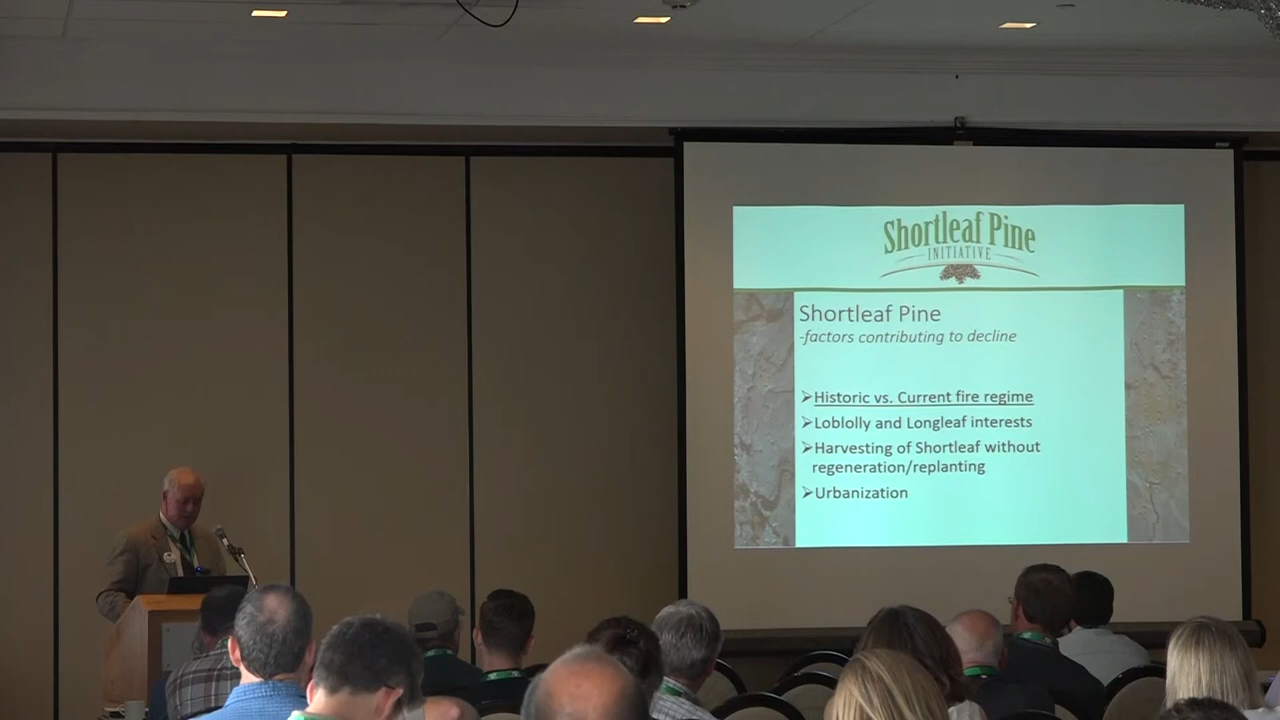 Shortleaf Pine
INITIATIVE
Shortleaf Pine
-factors contributing to decline
➢Historic vs. Current fire regime
➢Loblolly and Longleaf interests
➢Harvesting of Shortleaf without
regeneration/replanting
➢Urbanization